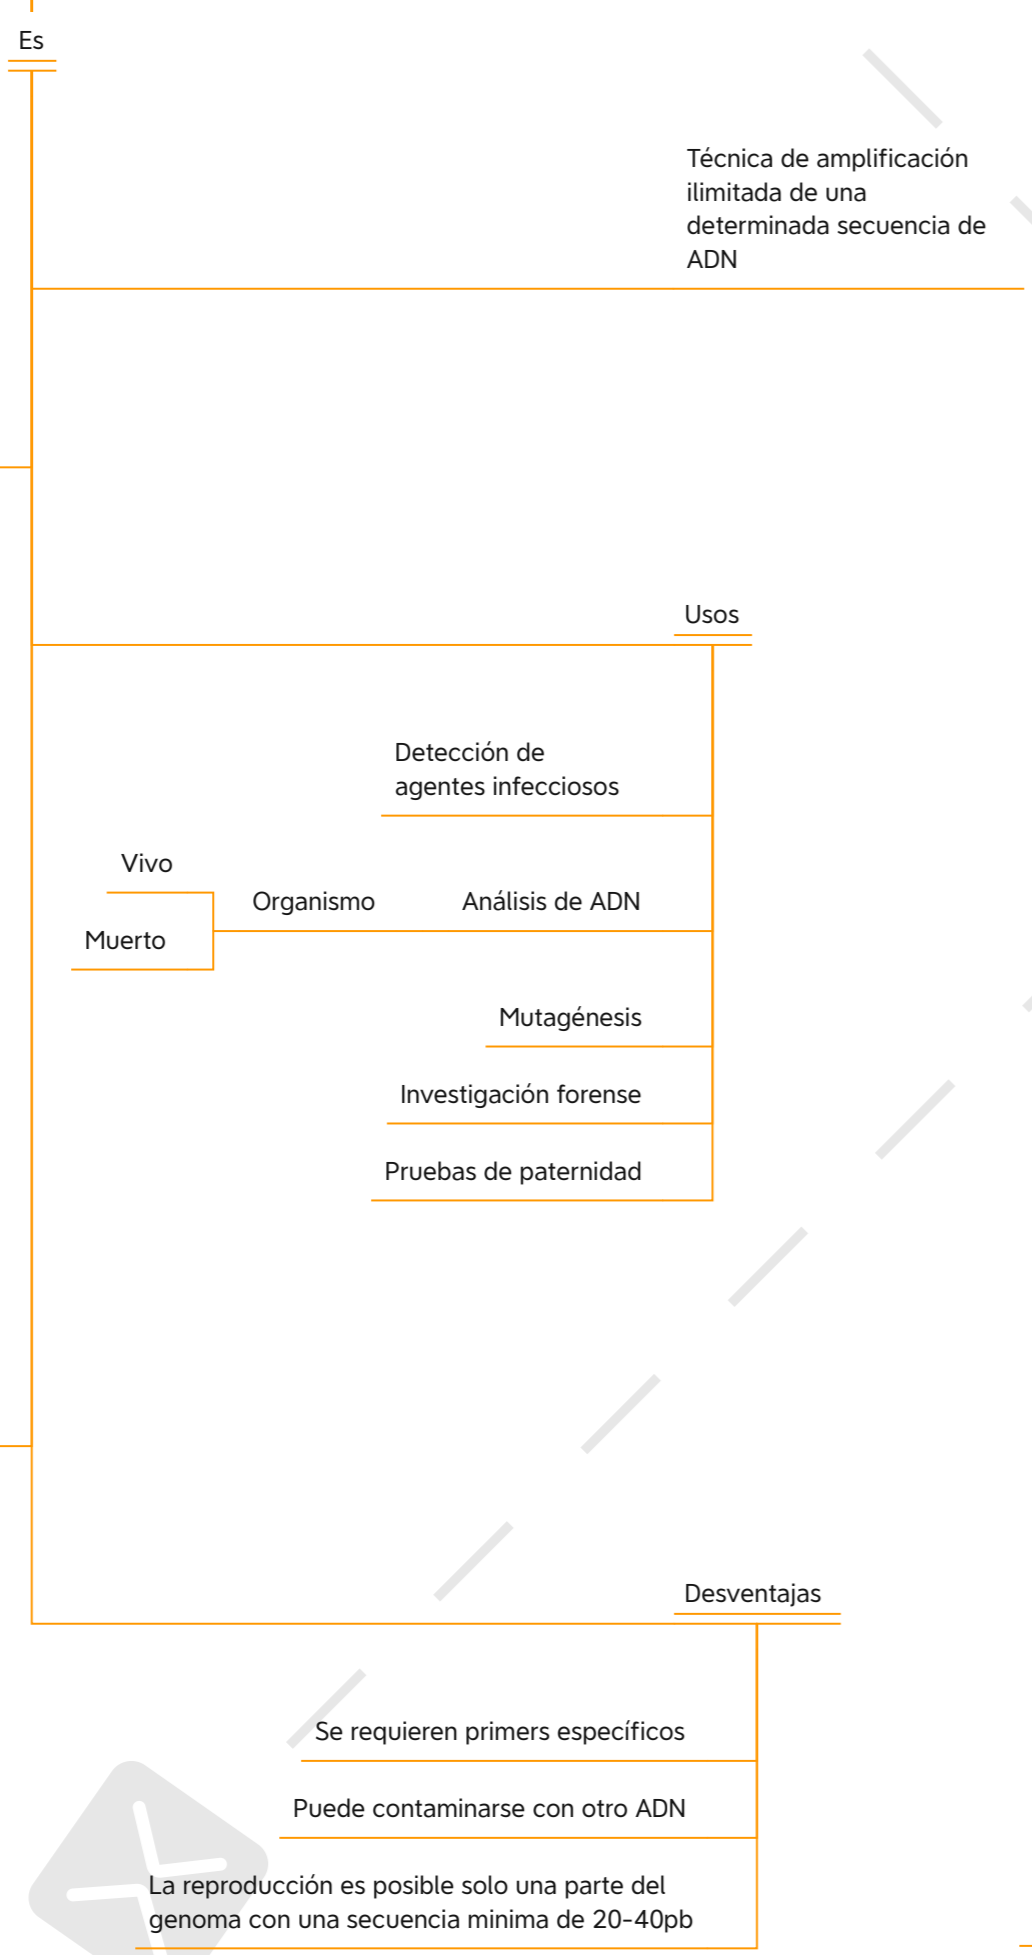 Es
Técnica de amplificación
ilimitada de una
determinada secuencia de
ADN
Usos
Detección de
agentes infecciosos
Vivo
Organismo
Análisis de ADN
Muerto
Mutagénesis
Investigación forense
Pruebas de paternidad
Desventajas
Se requieren primers específicos
Puede contaminarse con otro ADN
La reproducción es posible solo una parte del
genoma con una secuencia minima de 20-40pb